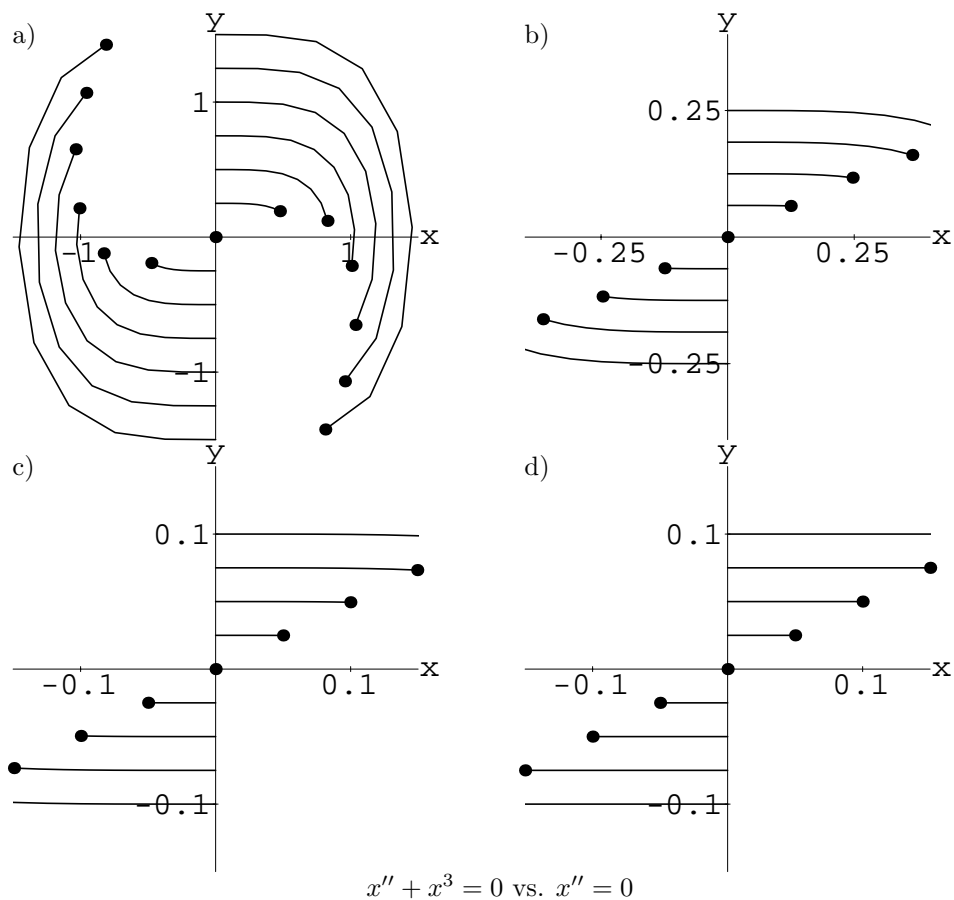 a)
y
1
-1
1
x
-1
b)
y
0.25
-0.25
0.25
x
-0.25
c)
y
0.1
x
-0.1
0.1
-0.1
d)
y
0.1
x
-0.1
0.1
-0.1
x″ + x³ = 0 vs. x″ = 0